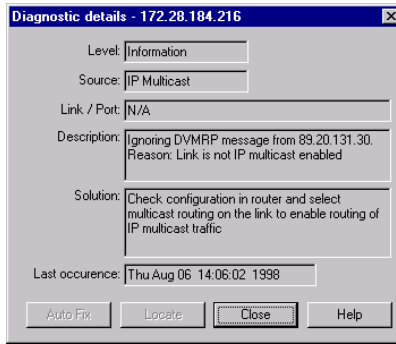 Diagnostic details - 172.28.184.216
Level: Information
Source: IP Multicast
Link / Port: N/A
Description: Ignoring DVMRP message from 89.20.131.30.
Reason: Link is not IP multicast enabled
Solution: Check configuration in router and select
multicast routing on the link to enable routing of
IP multicast traffic
Last occurence: Thu Aug 06 14:06:02 1998
Auto Fix Locate Close Help